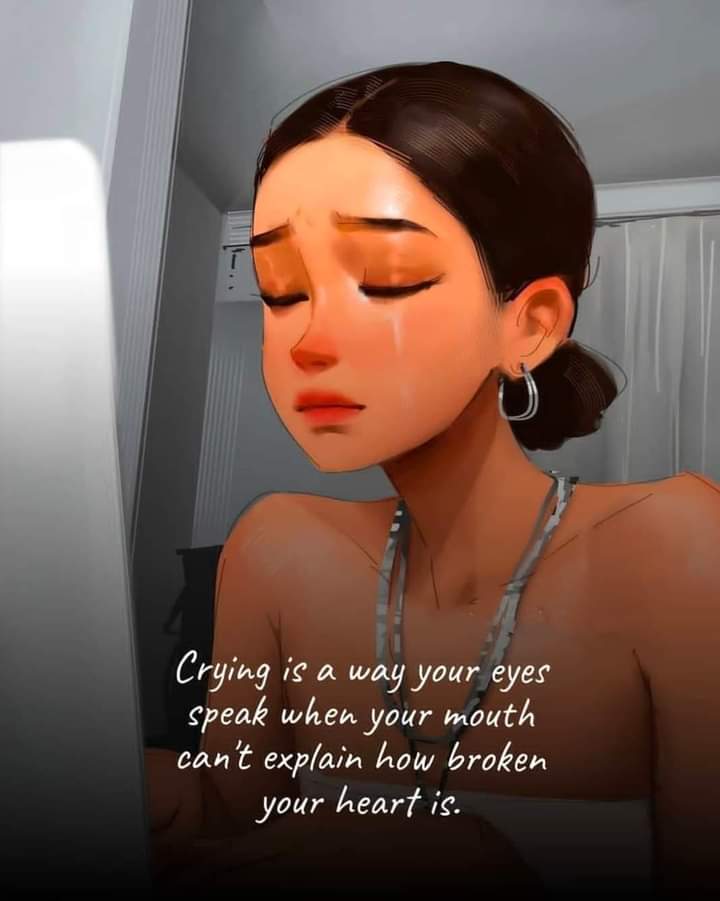 Crying is a way your eyes
speak when your mouth
can't explain how broken
your heart is.